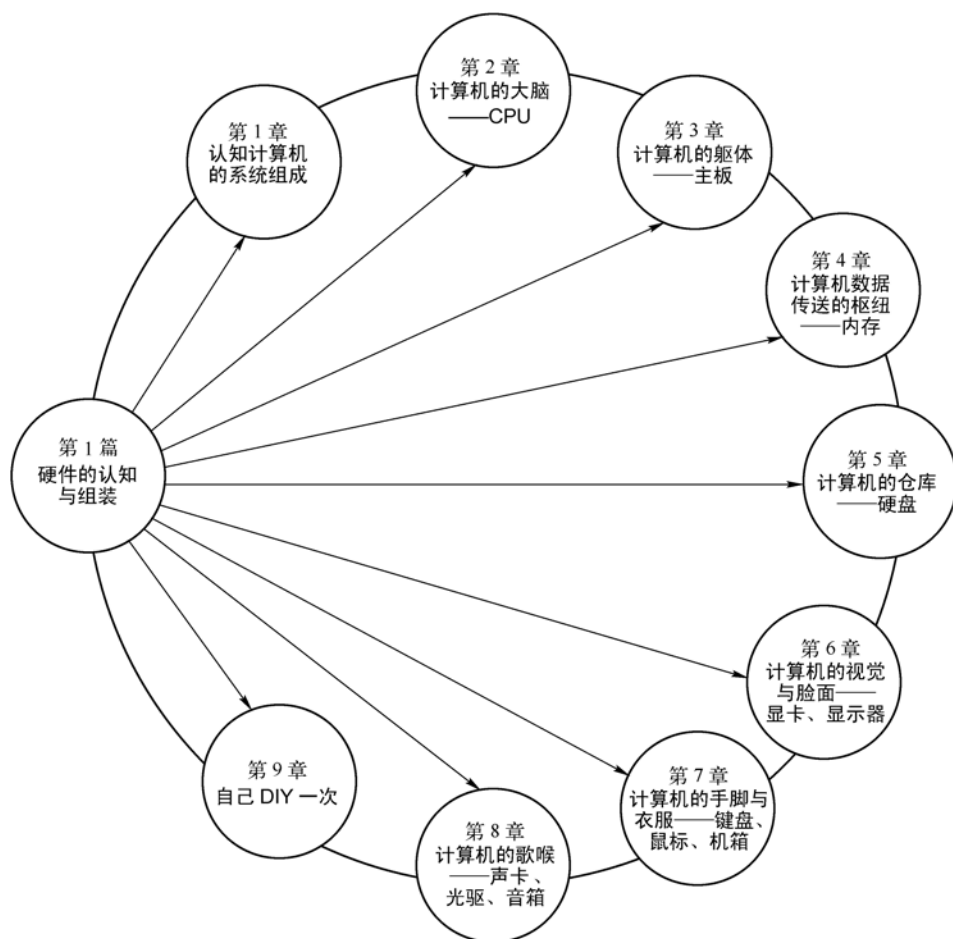 第1篇
硬件的认知
与组装
第1章
认知计算机
的系统组成
第2章
计算机的大脑
——CPU
第3章
计算机的躯体
——主板
第4章
计算机数据
传送的枢纽
——内存
第5章
计算机的仓库
——硬盘
第6章
计算机的视觉
与脸面——
显卡、显示器
第7章
计算机的手脚与
衣服——键盘、
鼠标、机箱
第8章
计算机的歌喉
——声卡、
光驱、音箱
第9章
自己DIY一次